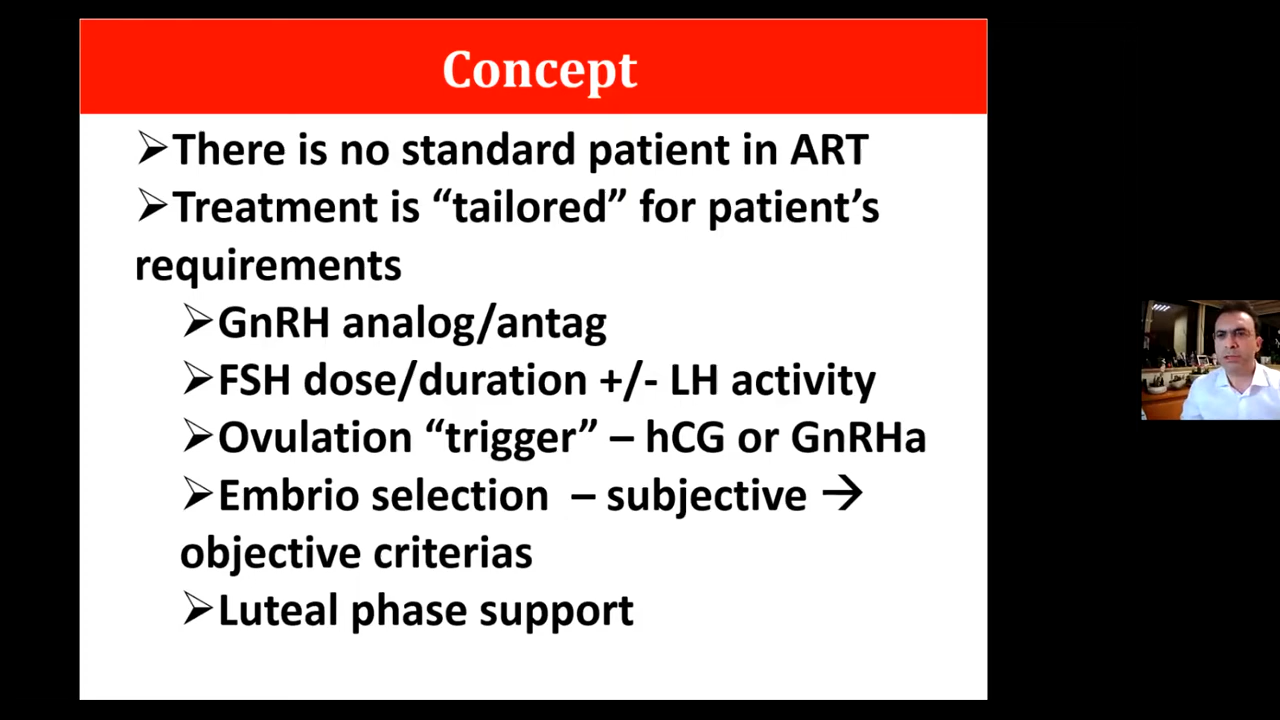 Concept
➢There is no standard patient in ART
➢Treatment is “tailored” for patient’s
requirements
➢GnRH analog/antag
➢FSH dose/duration +/- LH activity
➢Ovulation “trigger” – hCG or GnRHa
➢Embrio selection – subjective →
objective criterias
➢Luteal phase support